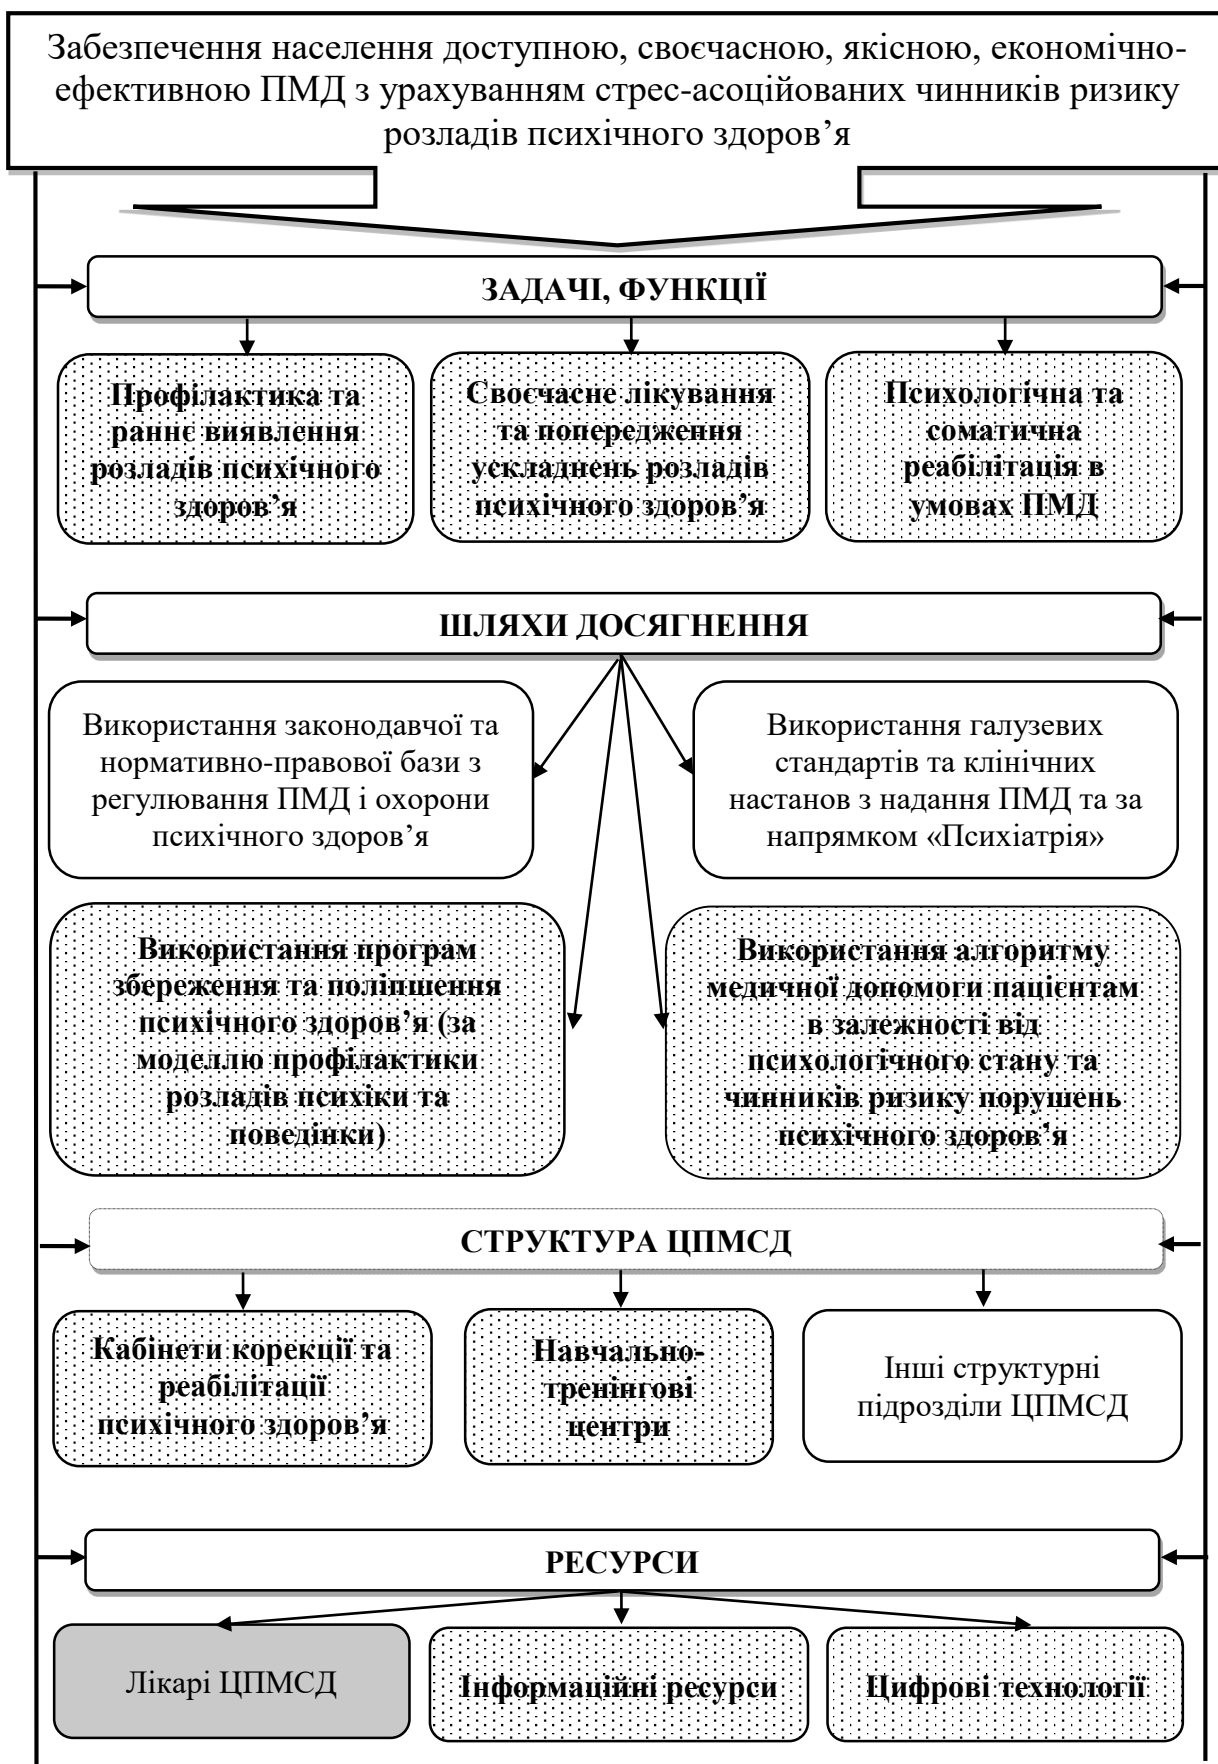 Забезпечення населення доступною, своєчасною, якісною, економічно-
ефективною ПМД з урахуванням стрес-асоційованих чинників ризику
розладів психічного здоров’я
ЗАДАЧІ, ФУНКЦІЇ
Профілактика та
раннє виявлення
розладів психічного
здоров’я
Своєчасне лікування
та попередження
ускладнень розладів
психічного здоров’я
Психологічна та
соматична
реабілітація в
умовах ПМД
ШЛЯХИ ДОСЯГНЕННЯ
Використання законодавчої та
нормативно-правової бази з
регулювання ПМД і охорони
психічного здоров’я
Використання галузевих
стандартів та клінічних
настанов з надання ПМД та за
напрямком «Психіатрія»
Використання програм
збереження та поліпшення
психічного здоров’я (за
моделлю профілактики
розладів психіки та
поведінки)
Використання алгоритму
медичної допомоги пацієнтам
в залежності від
психологічного стану та
чинників ризику порушень
психічного здоров’я
СТРУКТУРА ЦПМСД
Кабінети корекції та
реабілітації
психічного здоров’я
Навчально-
тренінгові
центри
Інші структурні
підрозділи ЦПМСД
РЕСУРСИ
Лікарі ЦПМСД
Інформаційні ресурси
Цифрові технології